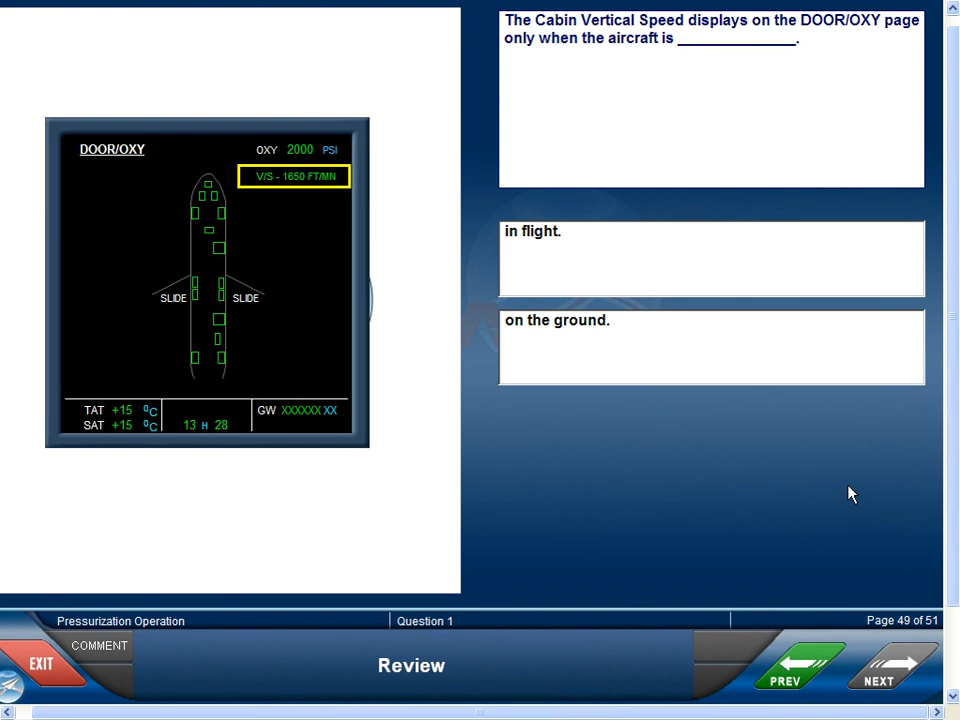 The Cabin Vertical Speed displays on the DOOR/OXY page
only when the aircraft is ______________.
DOOR/OXY OXY 2000 PSI
V/S - 1650 FT/MN
SLIDE SLIDE
TAT +15 ⁰C GW XXXXXX XX
SAT +15 ⁰C 13 H 28
in flight.
on the ground.
Pressurization Operation Question 1 Page 49 of 51
EXIT COMMENT Review PREV NEXT